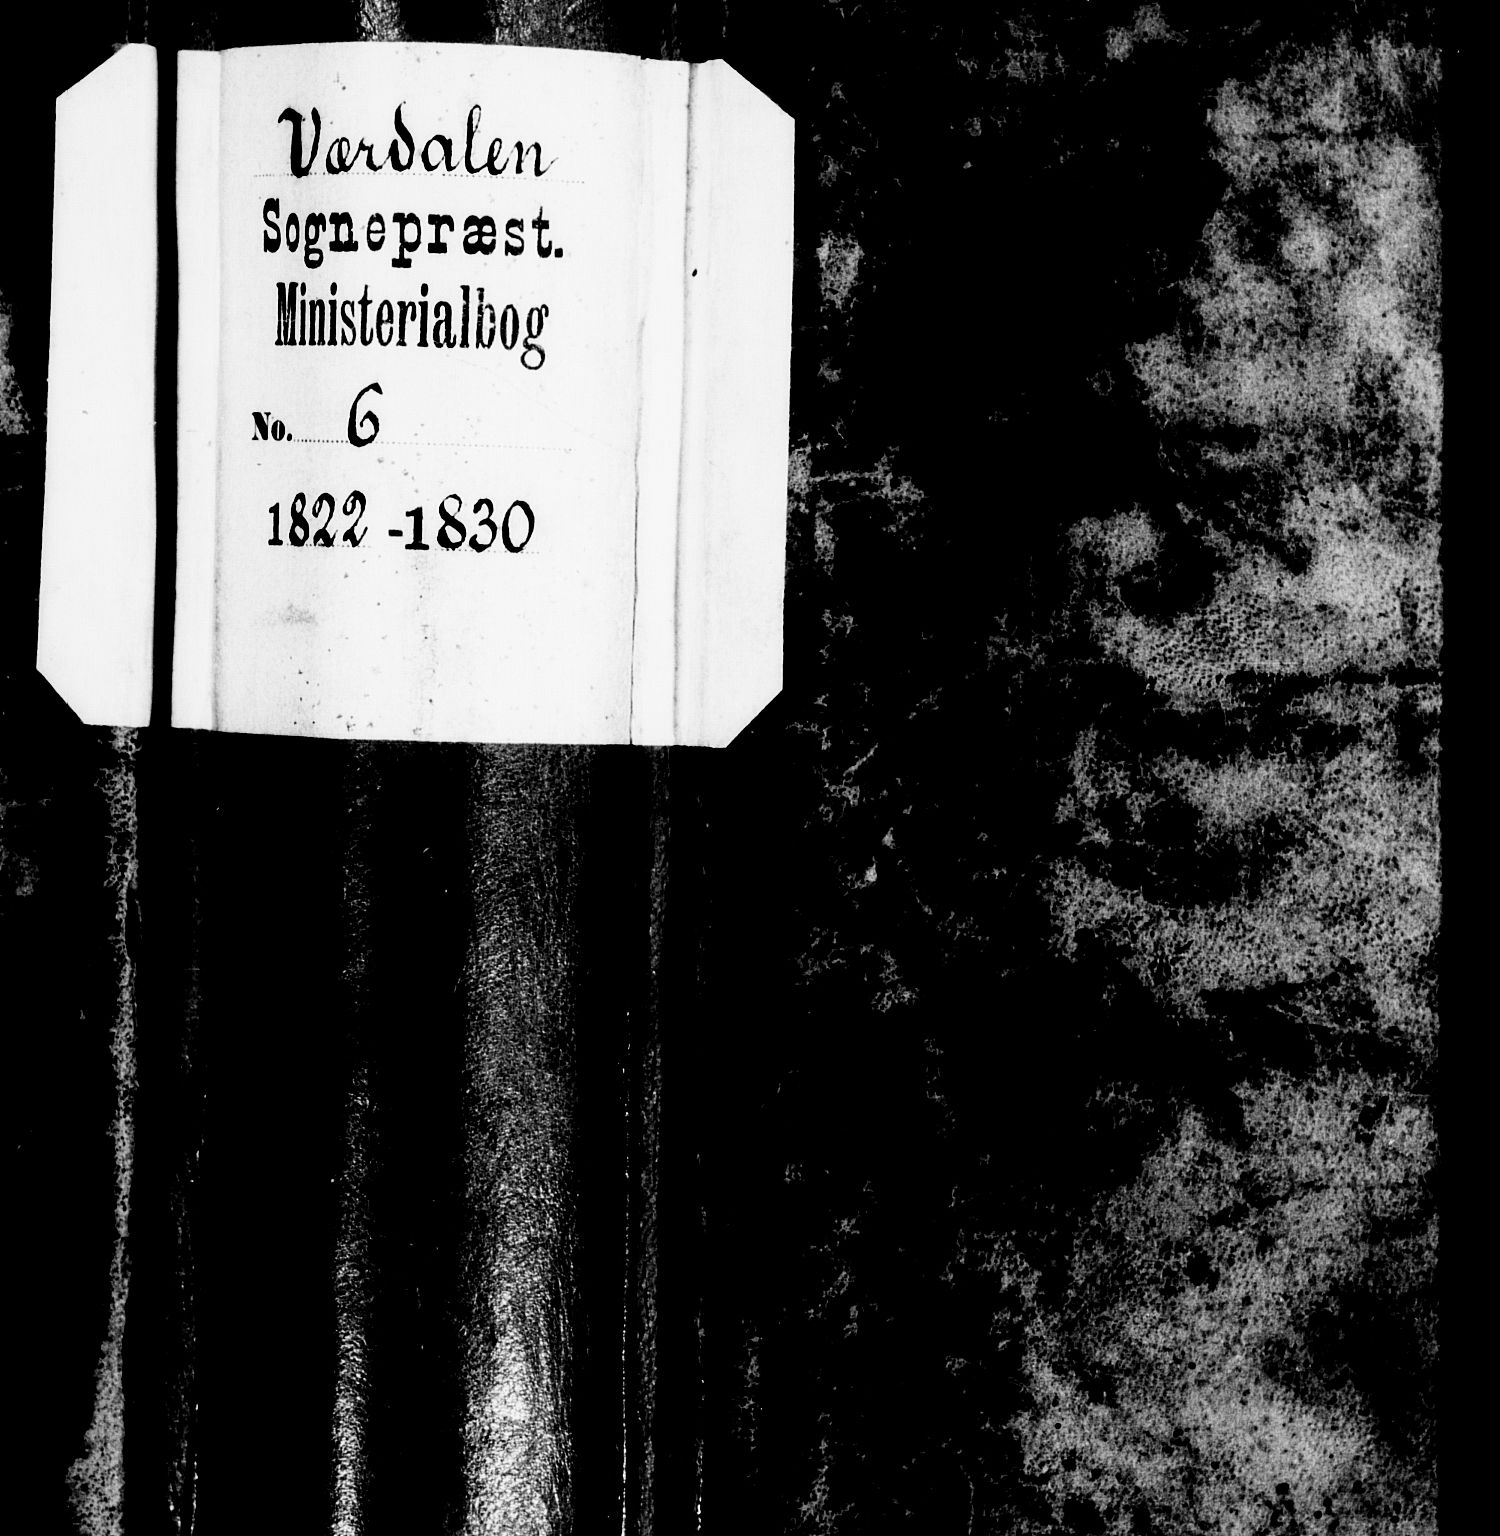 Værdalen
Sognepræst.
Ministerialbog
No. 6
1822-1830